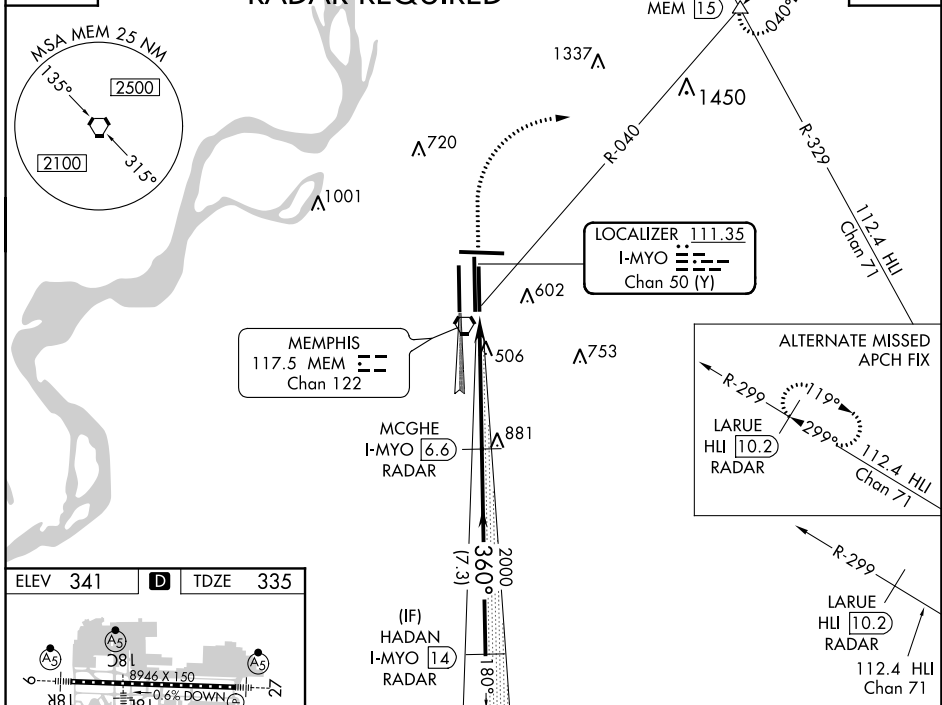 RADAR REQUIRED
MEM 15
040°
MSA MEM 25 NM
135°
2500
2100
315°
1337
1450
720
1001
R-040
R-329
112.4 HLI
Chan 71
LOCALIZER 111.35
I-MYO
Chan 50 (Y)
602
MEMPHIS
117.5 MEM
Chan 122
506
753
MCGHE
I-MYO 6.6
RADAR
881
ALTERNATE MISSED
APCH FIX
R-299
119°
299°
LARUE
HLI 10.2
RADAR
112.4 HLI
Chan 71
360°
(7.3)
2000
(IF)
HADAN
I-MYO 14
RADAR
180°
R-299
LARUE
HLI 10.2
RADAR
112.4 HLI
Chan 71
ELEV 341 D TDZE 335
A5
A5
A5
18C
9
8946 X 150
27
0.6% DOWN
18R